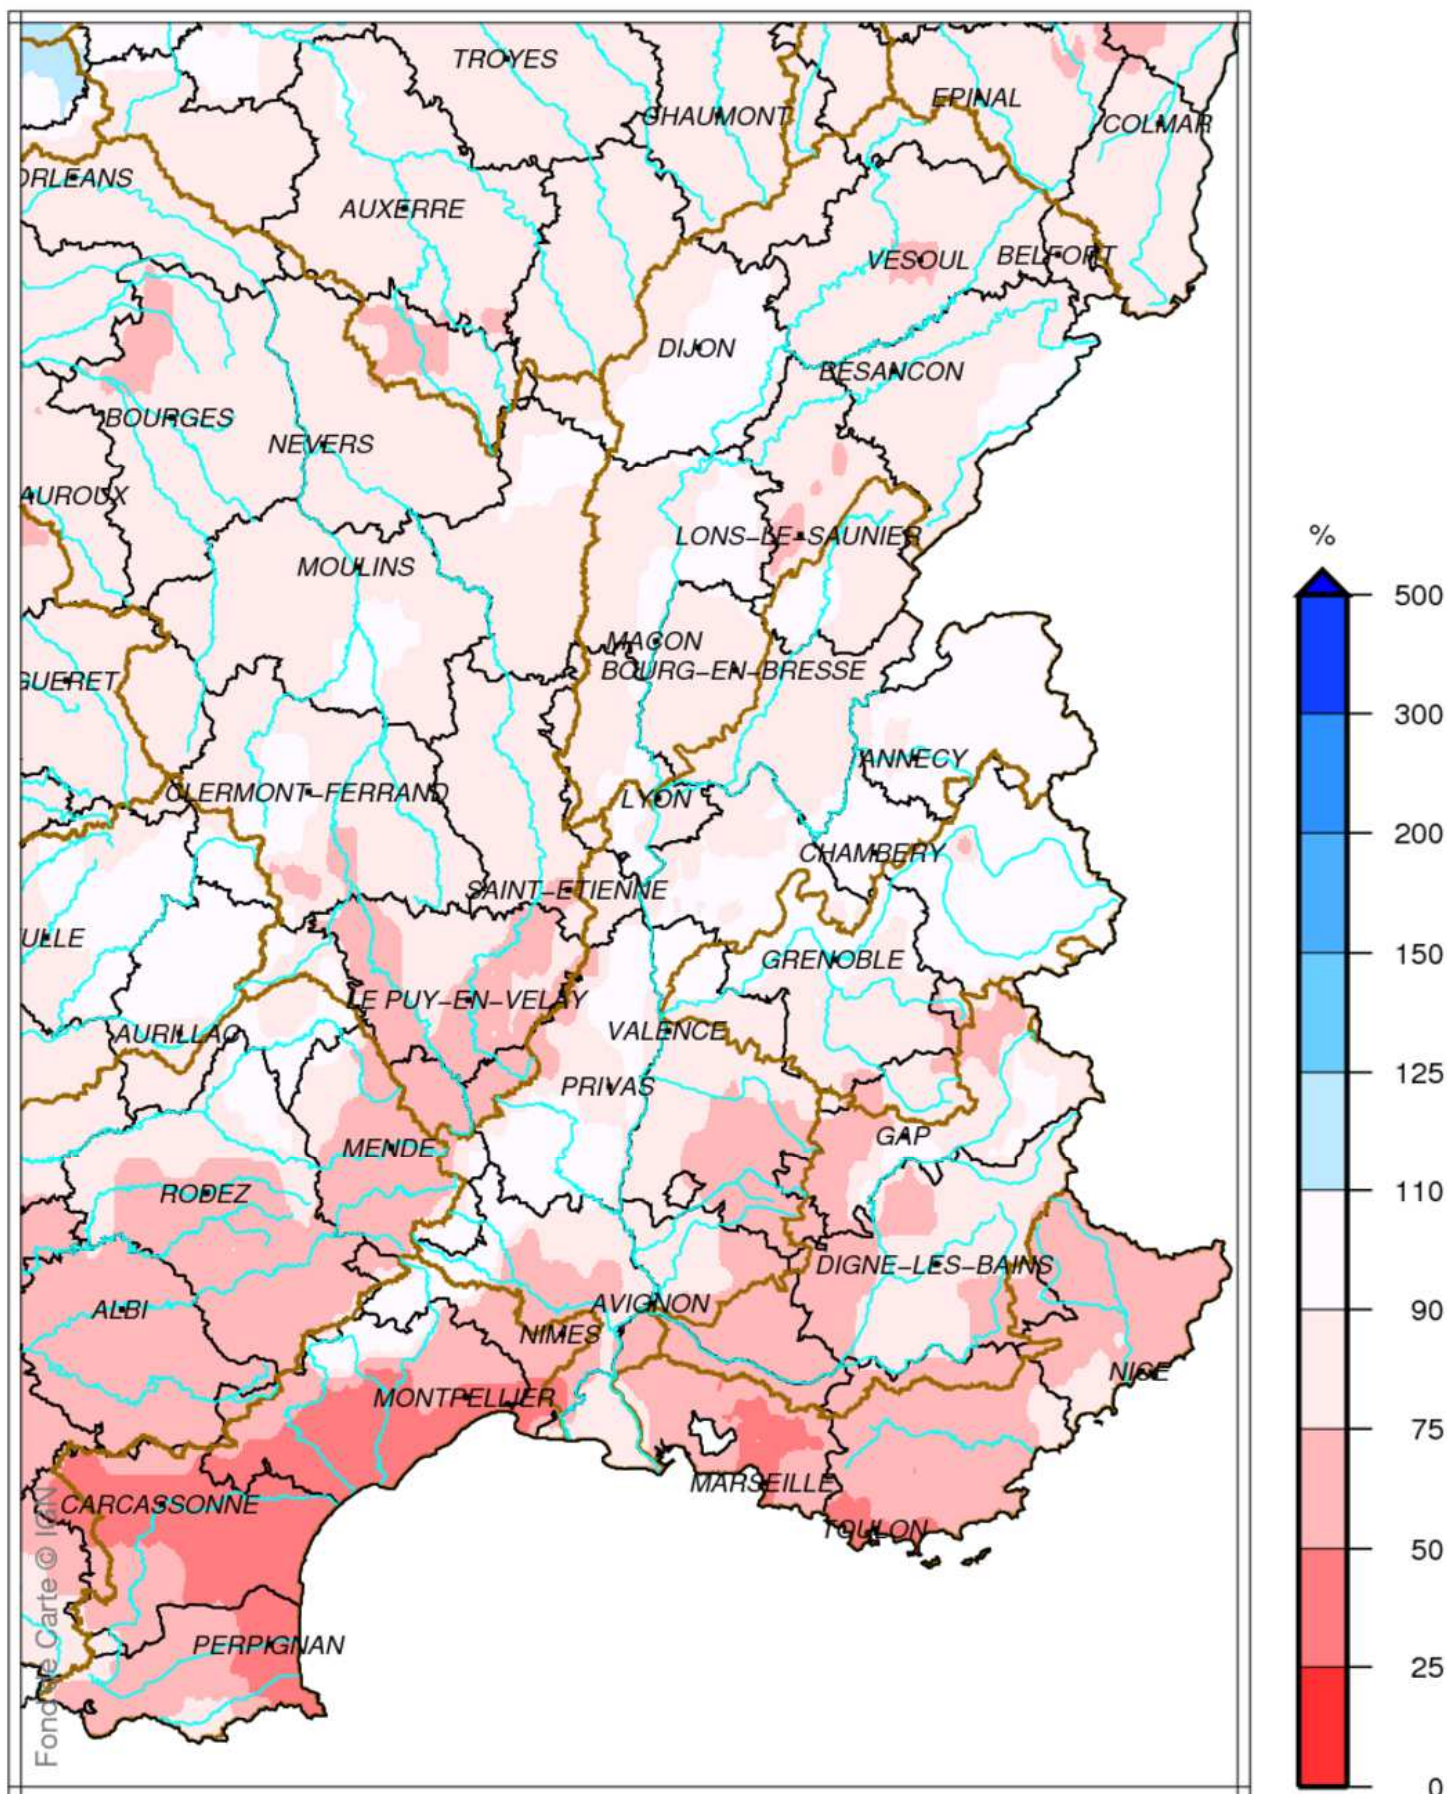 TROYES
EPINAL
CHAUMONT
COLMAR
ORLEANS
AUXERRE
VESOUL
BELFORT
DIJON
BESANCON
BOURGES
NEVERS
AUROUX
%
LONS-LE-SAUNIER
MOULINS
500
MACON
BOURG-EN-BRESSE
GUERET
300
ANNECY
CLERMONT-FERRAND
LYON
200
CHAMBERY
SAINT-ETIENNE
ULLE
150
GRENOBLE
LE PUY-EN-VELAY
AURILLAC
VALENCE
125
PRIVAS
GAP
MENDE
RODEZ
110
DIGNE-LES-BAINS
ALBI
AVIGNON
90
NIMES
NICE
MONTPELLIER
75
MARSEILLE
CARCASSONNE
TOULON
50
PERPIGNAN
25
0
Fond de Carte © IGN